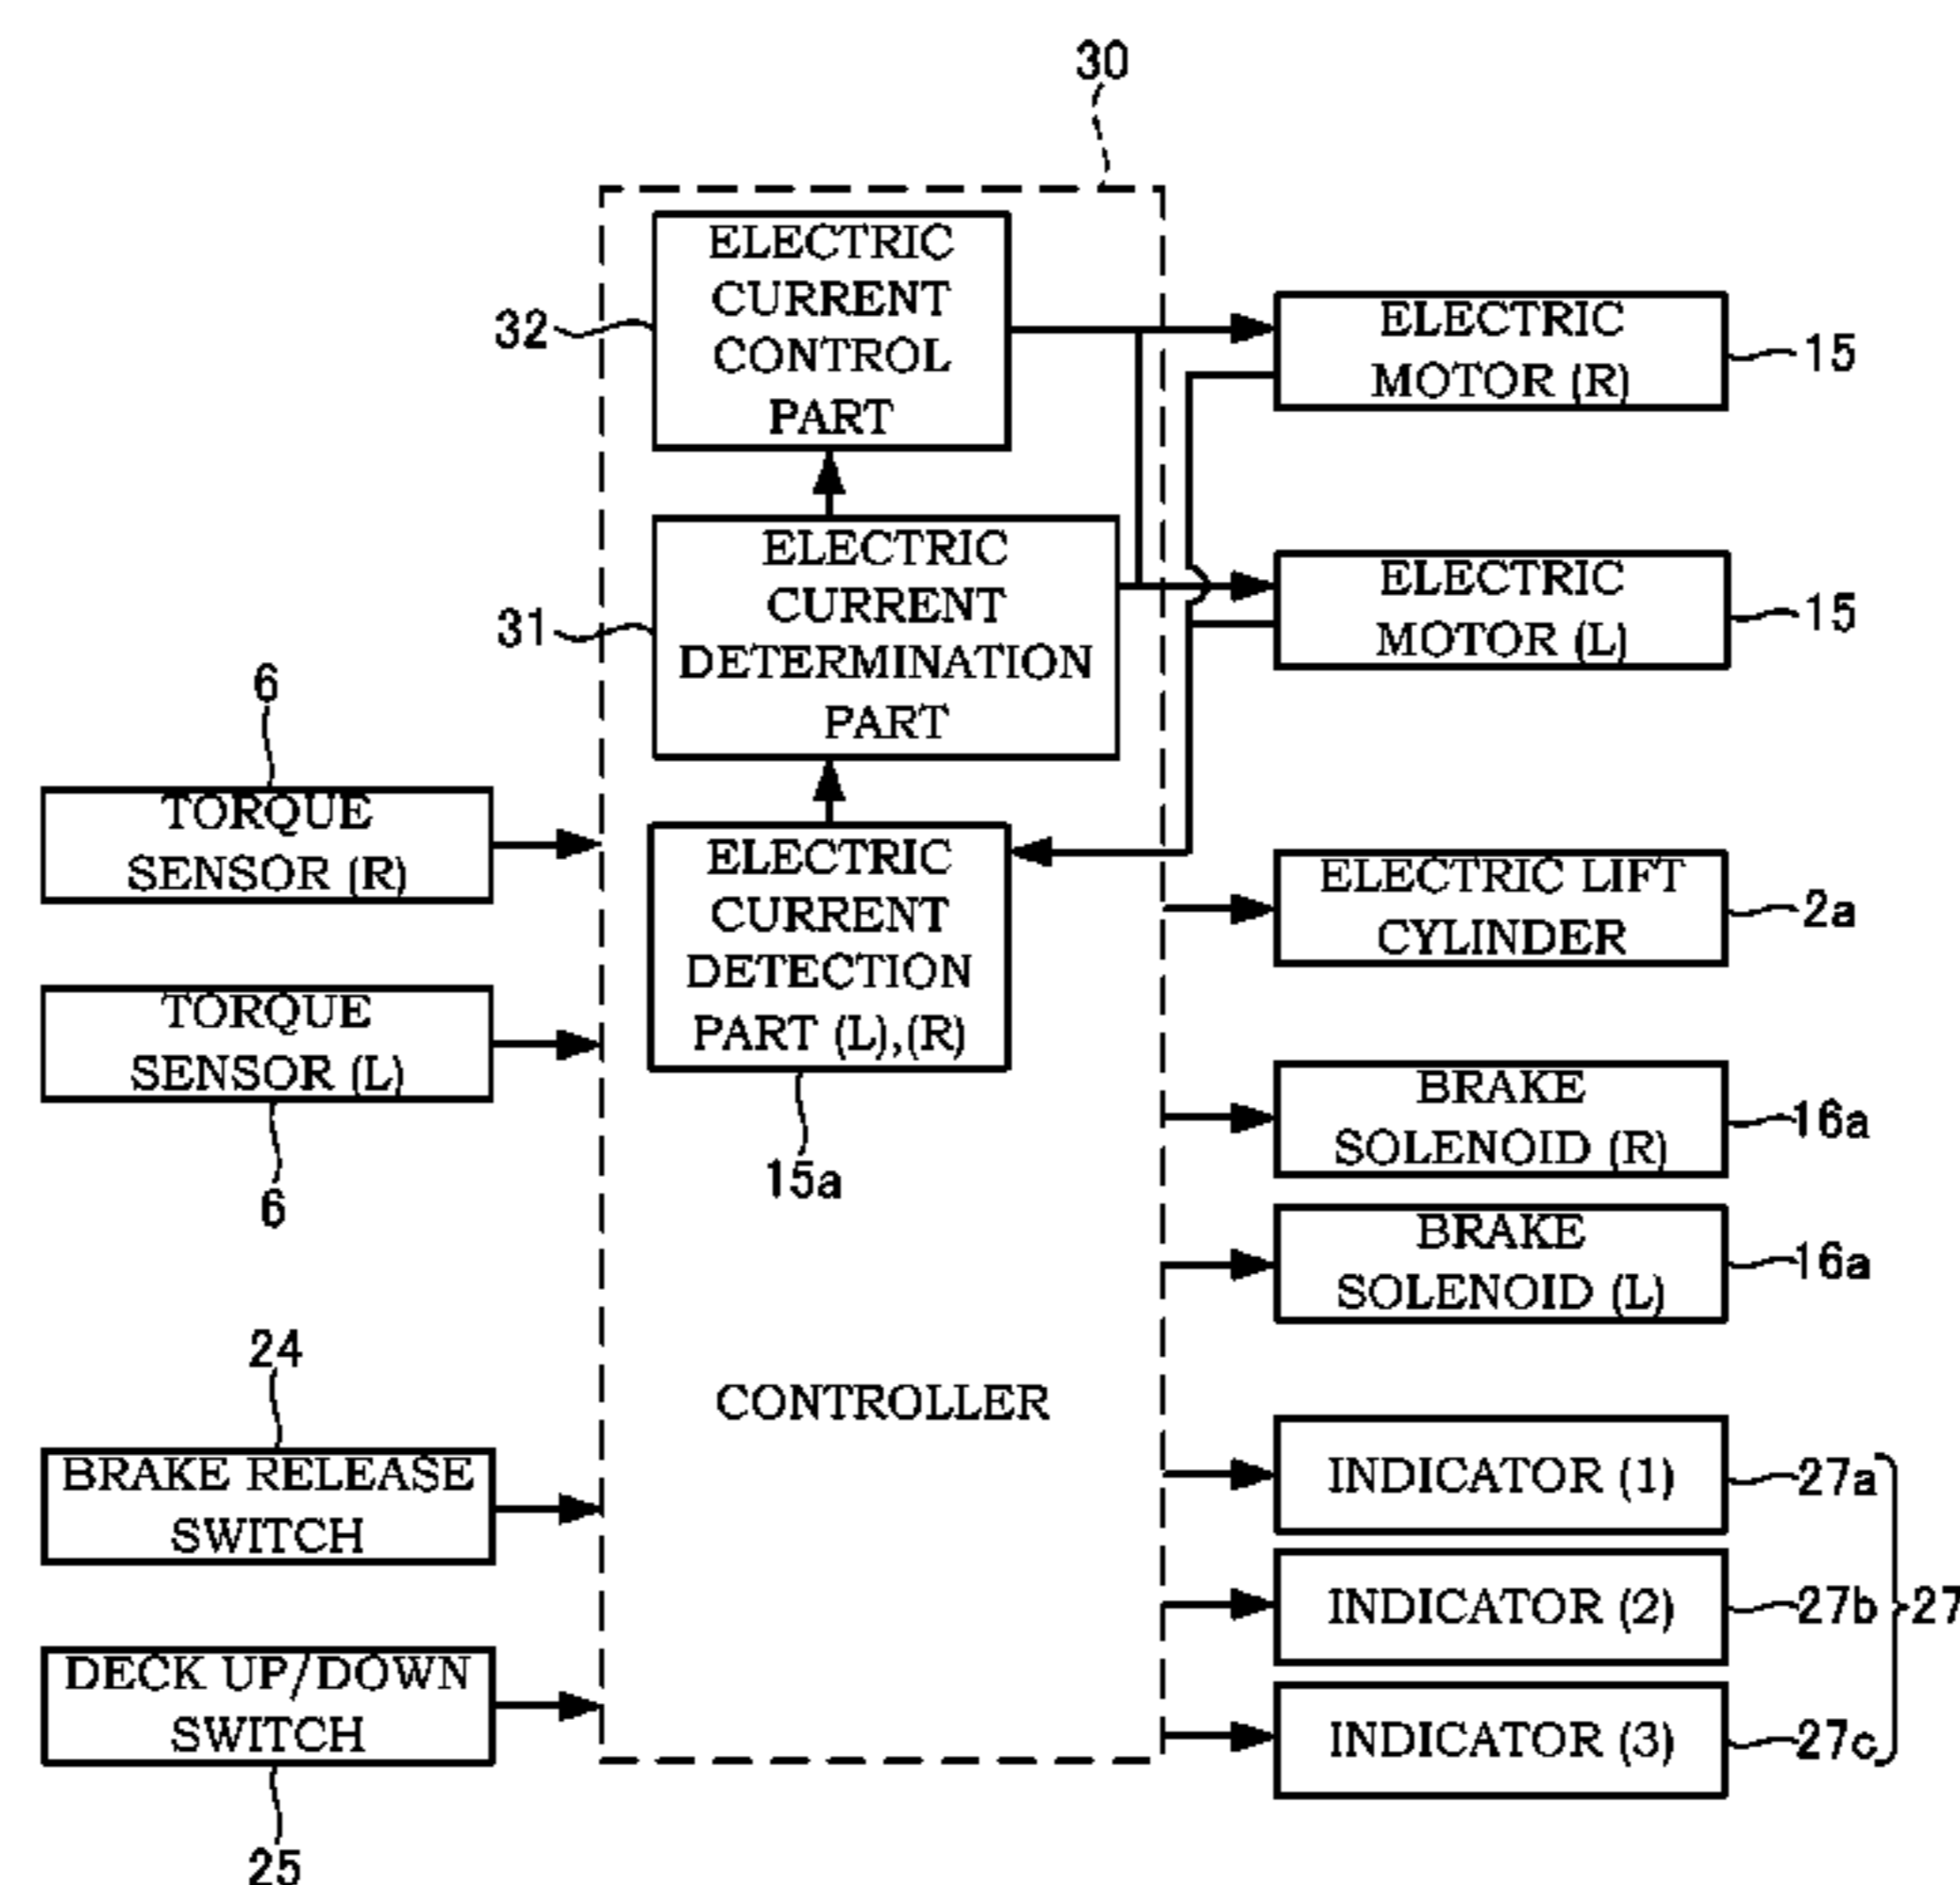 30
ELECTRIC
CURRENT
CONTROL
PART
32
ELECTRIC
MOTOR (R)
15
ELECTRIC
CURRENT
DETERMINATION
PART
31
ELECTRIC
MOTOR (L)
15
6
TORQUE
SENSOR (R)
ELECTRIC
CURRENT
DETECTION
PART (L),(R)
15a
ELECTRIC LIFT
CYLINDER
2a
TORQUE
SENSOR (L)
6
BRAKE
SOLENOID (R)
16a
BRAKE
SOLENOID (L)
16a
24
BRAKE RELEASE
SWITCH
CONTROLLER
INDICATOR (1)
27a
INDICATOR (2)
27b
27
DECK UP/DOWN
SWITCH
25
INDICATOR (3)
27c